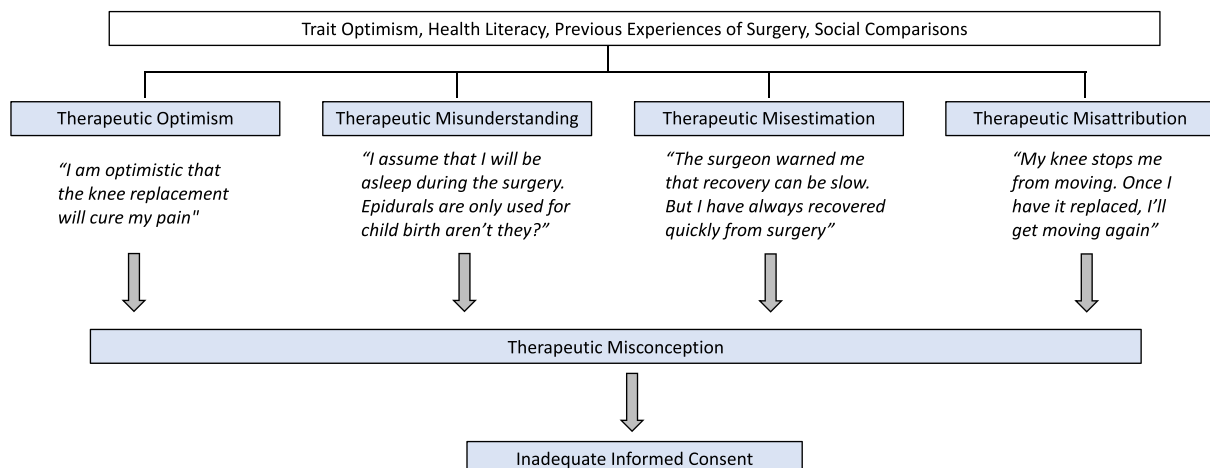 Trait Optimism, Health Literacy, Previous Experiences of Surgery, Social Comparisons
Therapeutic Optimism
“I am optimistic that
the knee replacement
will cure my pain"
Therapeutic Misunderstanding
“I assume that I will be
asleep during the surgery.
Epidurals are only used for
child birth aren’t they?”
Therapeutic Misestimation
“The surgeon warned me
that recovery can be slow.
But I have always recovered
quickly from surgery”
Therapeutic Misattribution
“My knee stops me
from moving. Once I
have it replaced, I’ll
get moving again”
Therapeutic Misconception
Inadequate Informed Consent